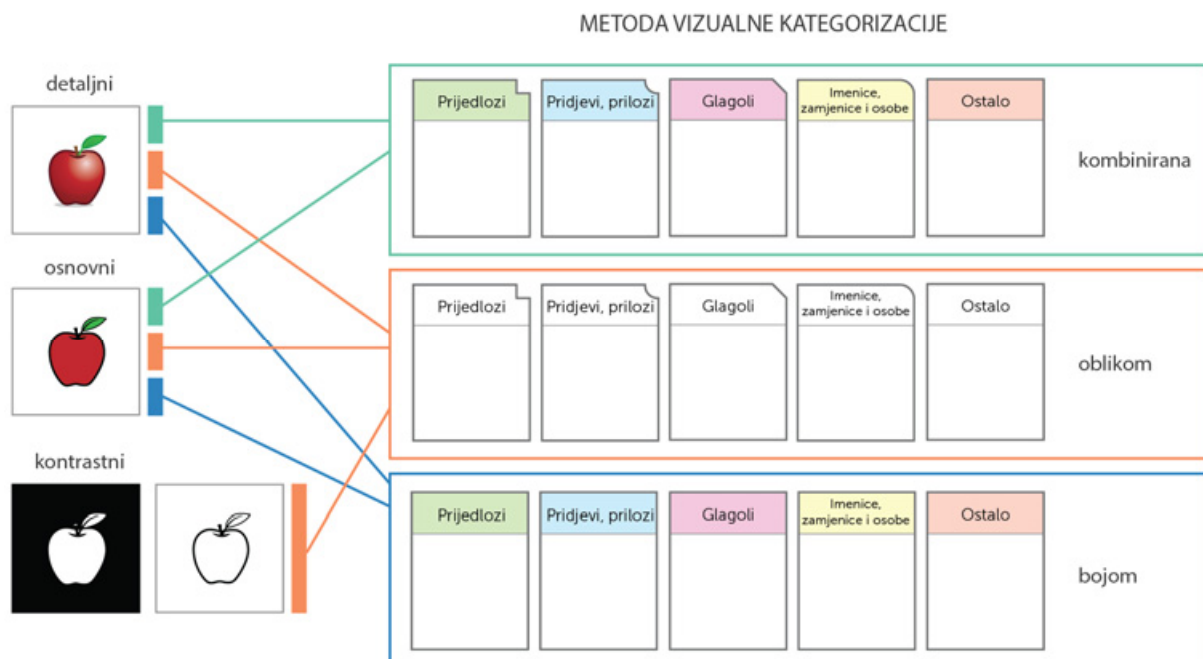 METODA VIZUALNE KATEGORIZACIJE
detaljni
osnovni
kontrastni
Prijedlozi
Pridjevi, prilozi
Glagoli
Imenice,
zamjenice i osobe
Ostalo
kombinirana
Prijedlozi
Pridjevi, prilozi
Glagoli
Imenice,
zamjenice i osobe
Ostalo
oblikom
Prijedlozi
Pridjevi, prilozi
Glagoli
Imenice,
zamjenice i osobe
Ostalo
bojom